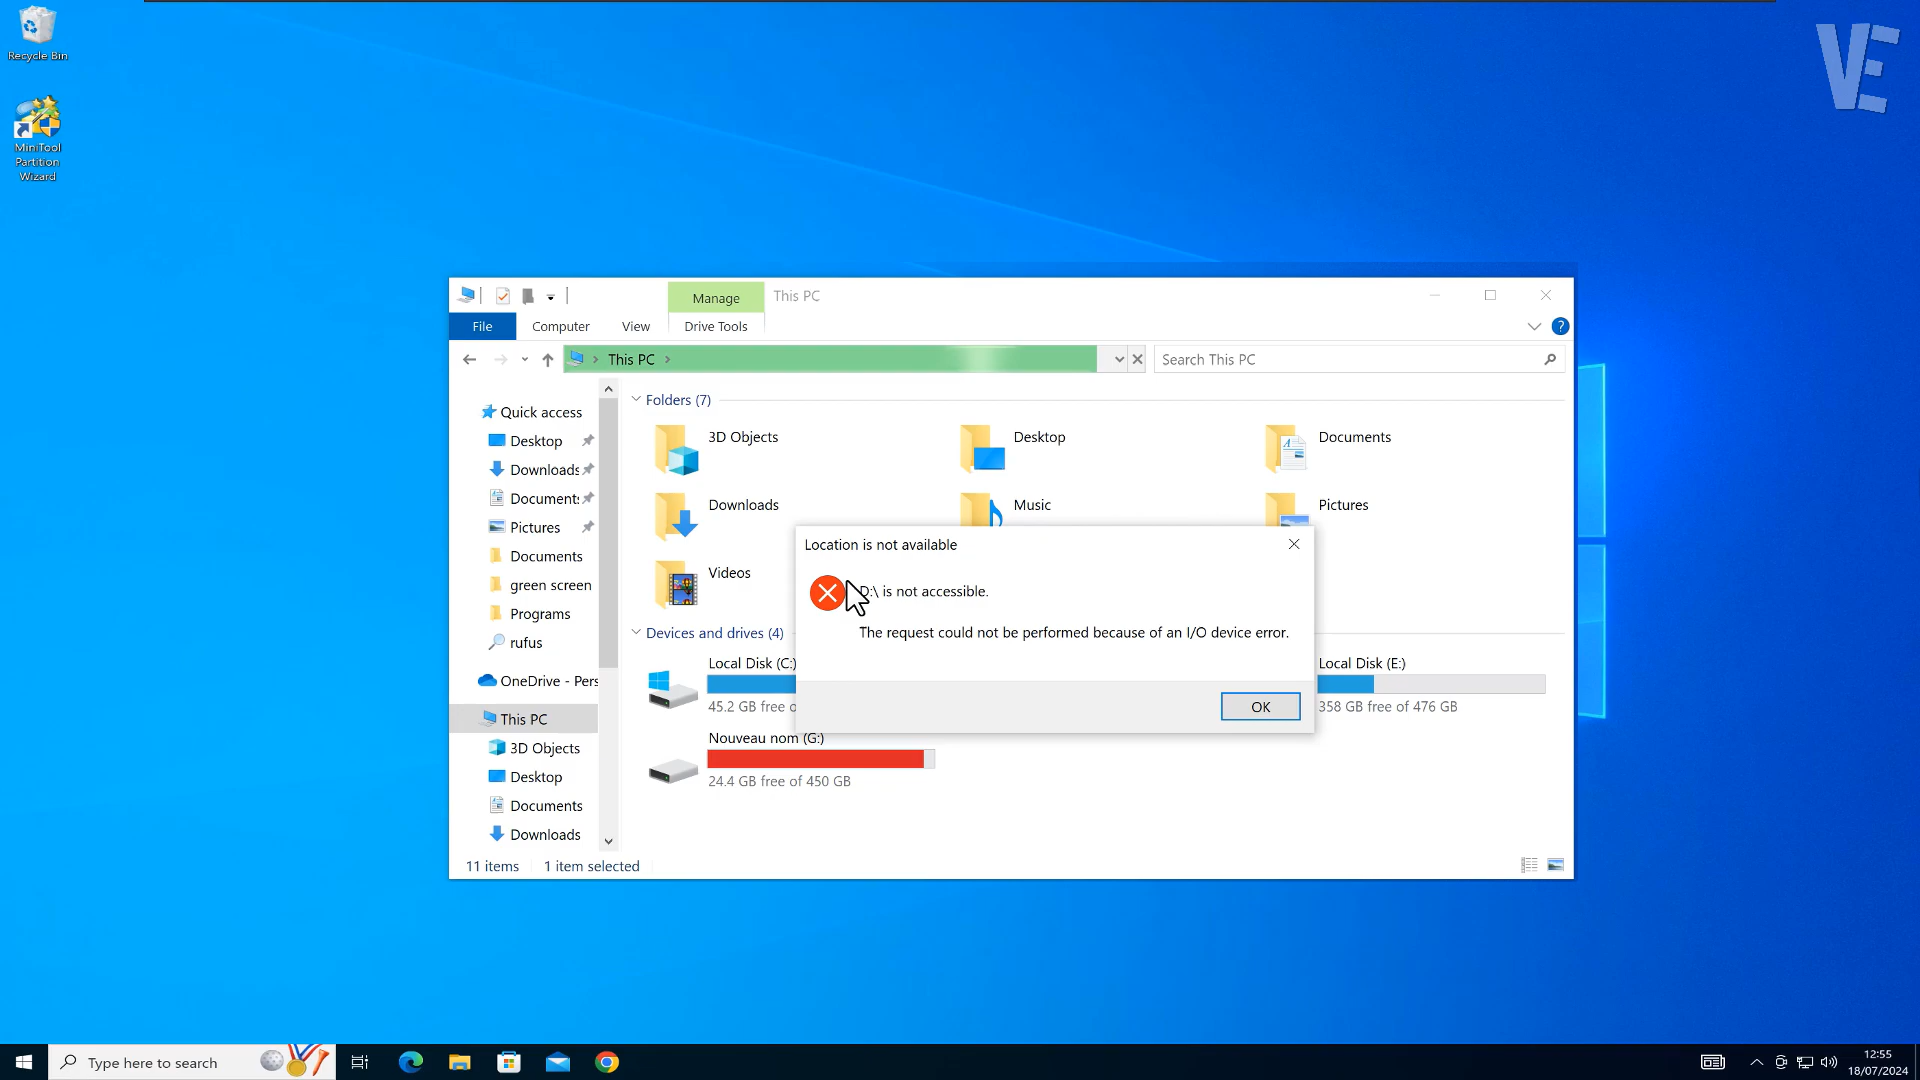 Recycle Bin
MiniTool
Partition
Wizard
VE
Manage
This PC
File
Computer
View
Drive Tools
?
This PC
Search This PC
Quick access
Desktop
Downloads
Documents
Pictures
Documents
green screen
Programs
rufus
OneDrive - Pers
This PC
3D Objects
Desktop
Documents
Downloads
Folders (7)
3D Objects
Desktop
Documents
Downloads
Music
Pictures
Videos
Devices and drives (4)
Local Disk (C:)
45.2 GB free o
Local Disk (E:)
358 GB free of 476 GB
Nouveau nom (G:)
24.4 GB free of 450 GB
Location is not available
D:\ is not accessible.
The request could not be performed because of an I/O device error.
OK
11 items
1 item selected
Type here to search
12:55
18/07/2024